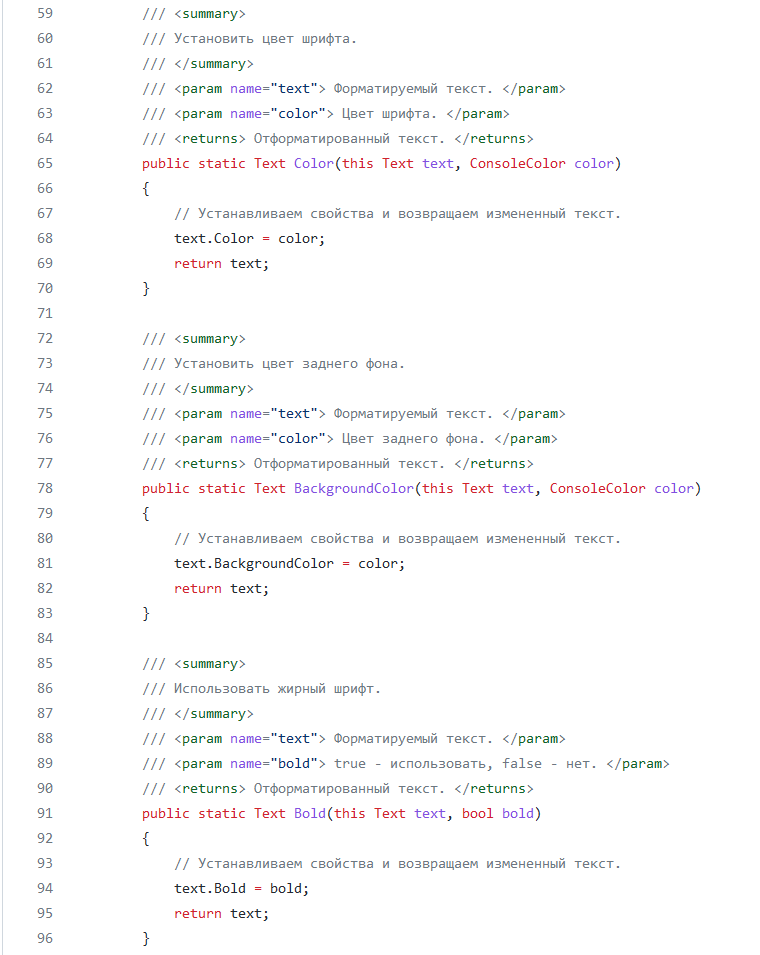 59 /// <summary>
60 /// Установить цвет шрифта.
61 /// </summary>
62 /// <param name="text"> Форматируемый текст. </param>
63 /// <param name="color"> Цвет шрифта. </param>
64 /// <returns> Отформатированный текст. </returns>
65 public static Text Color(this Text text, ConsoleColor color)
66 {
67 // Устанавливаем свойства и возвращаем измененный текст.
68 text.Color = color;
69 return text;
70 }
71
72 /// <summary>
73 /// Установить цвет заднего фона.
74 /// </summary>
75 /// <param name="text"> Форматируемый текст. </param>
76 /// <param name="color"> Цвет заднего фона. </param>
77 /// <returns> Отформатированный текст. </returns>
78 public static Text BackgroundColor(this Text text, ConsoleColor color)
79 {
80 // Устанавливаем свойства и возвращаем измененный текст.
81 text.BackgroundColor = color;
82 return text;
83 }
84
85 /// <summary>
86 /// Использовать жирный шрифт.
87 /// </summary>
88 /// <param name="text"> Форматируемый текст. </param>
89 /// <param name="bold"> true - использовать, false - нет. </param>
90 /// <returns> Отформатированный текст. </returns>
91 public static Text Bold(this Text text, bool bold)
92 {
93 // Устанавливаем свойства и возвращаем измененный текст.
94 text.Bold = bold;
95 return text;
96 }